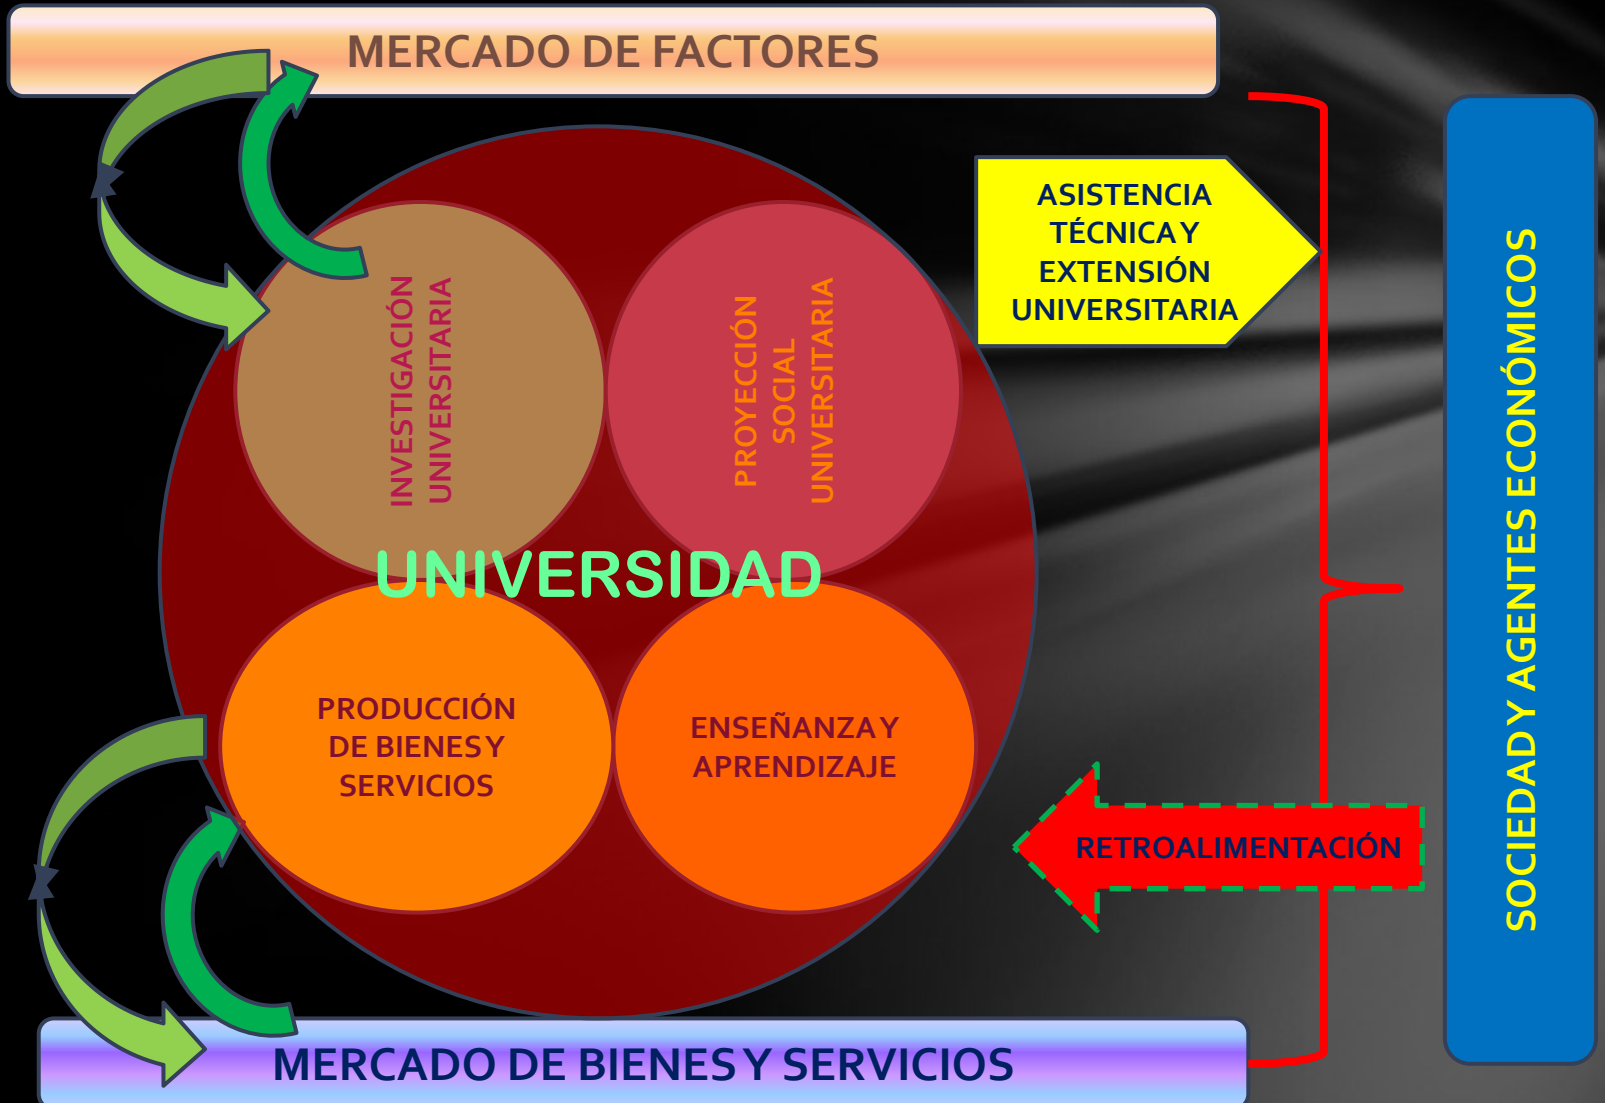 MERCADO DE FACTORES
ASISTENCIA
TÉCNICA Y
EXTENSIÓN
UNIVERSITARIA
INVESTIGACIÓN
UNIVERSITARIA
PROYECCIÓN
SOCIAL
UNIVERSITARIA
UNIVERSIDAD
PRODUCCIÓN
DE BIENES Y
SERVICIOS
ENSEÑANZA Y
APRENDIZAJE
RETROALIMENTACIÓN
SOCIEDAD Y AGENTES ECONÓMICOS
MERCADO DE BIENES Y SERVICIOS